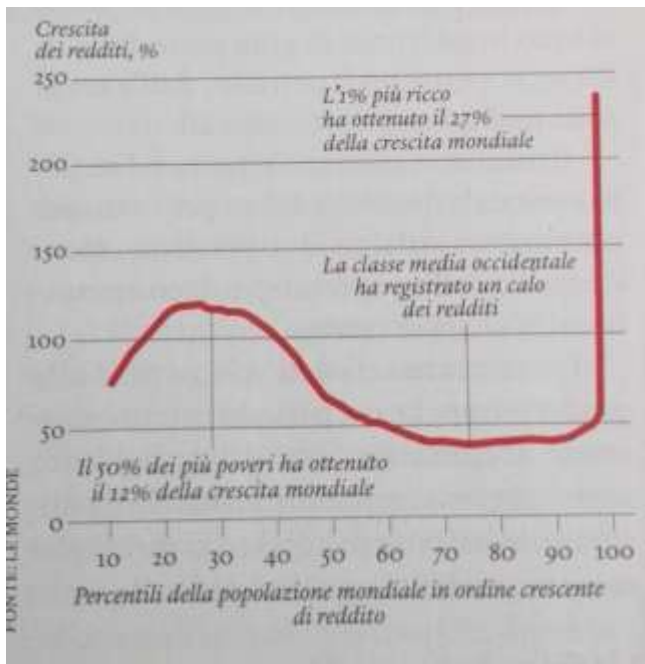 Crescita
dei redditi, %
250
200
150
100
50
0
L'1% più ricco
ha ottenuto il 27%
della crescita mondiale
La classe media occidentale
ha registrato un calo
dei redditi
Il 50% dei più poveri ha ottenuto
il 12% della crescita mondiale
10 20 30 40 50 60 70 80 90 100
Percentili della popolazione mondiale in ordine crescente
di reddito
FONTE LE MONDE